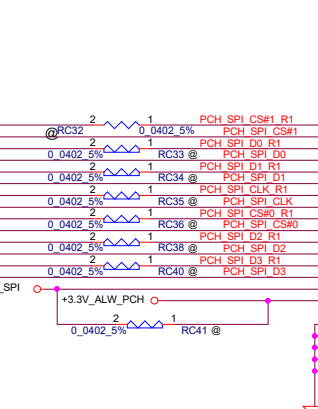 2 1 PCH_SPI_CS#1_R1
@RC32 0_0402_5% PCH_SPI_CS#1
2 1 PCH_SPI_D0_R1
0_0402_5% RC33 @ PCH_SPI_D0
2 1 PCH_SPI_D1_R1
0_0402_5% RC34 @ PCH_SPI_D1
2 1 PCH_SPI_CLK_R1
0_0402_5% RC35 @ PCH_SPI_CLK
2 1 PCH_SPI_CS#0_R1
0_0402_5% RC36 @ PCH_SPI_CS#0
2 1 PCH_SPI_D2_R1
0_0402_5% RC38 @ PCH_SPI_D2
2 1 PCH_SPI_D3_R1
0_0402_5% RC40 @ PCH_SPI_D3
_SPI
+3.3V_ALW_PCH
2 1
0_0402_5% RC41 @